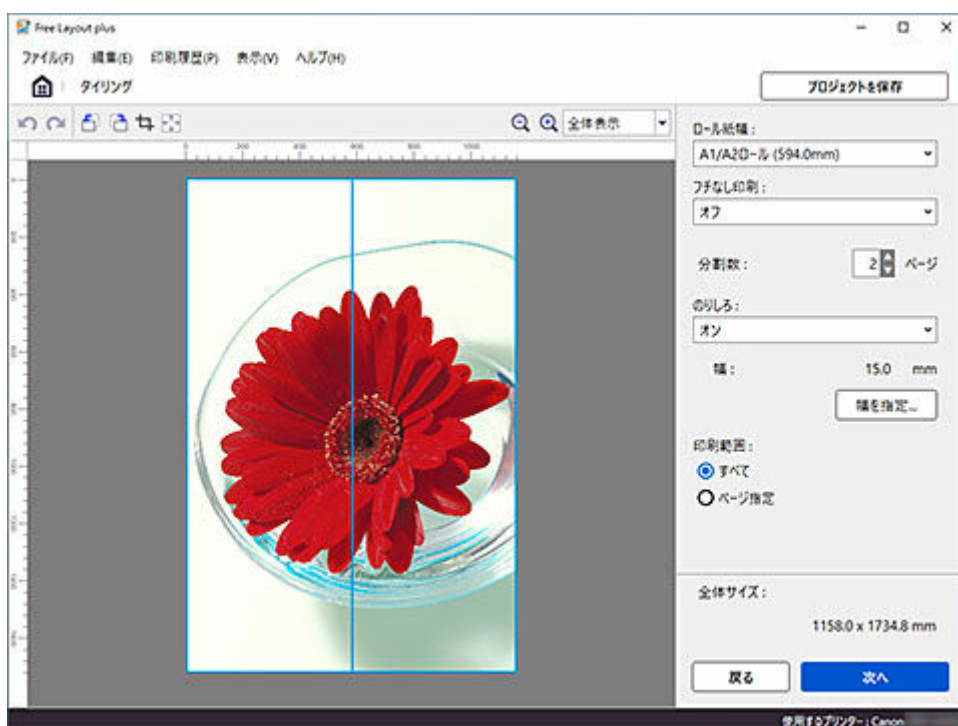 Free Layout plus
ファイル(F) 編集(E) 印刷履歴(P) 表示(V) ヘルプ(H)
タイリング
プロジェクトを保存
全体表示
0 200 400 600 800 1000
ロール紙幅：
A1/A2ロール (594.0mm)
フチなし印刷：
オフ
分割数： 2 ページ
のりしろ：
オン
幅： 15.0 mm
幅を指定...
印刷範囲：
すべて
ページ指定
全体サイズ：
1158.0 x 1734.8 mm
戻る 次へ
使用するプリンター : Canon